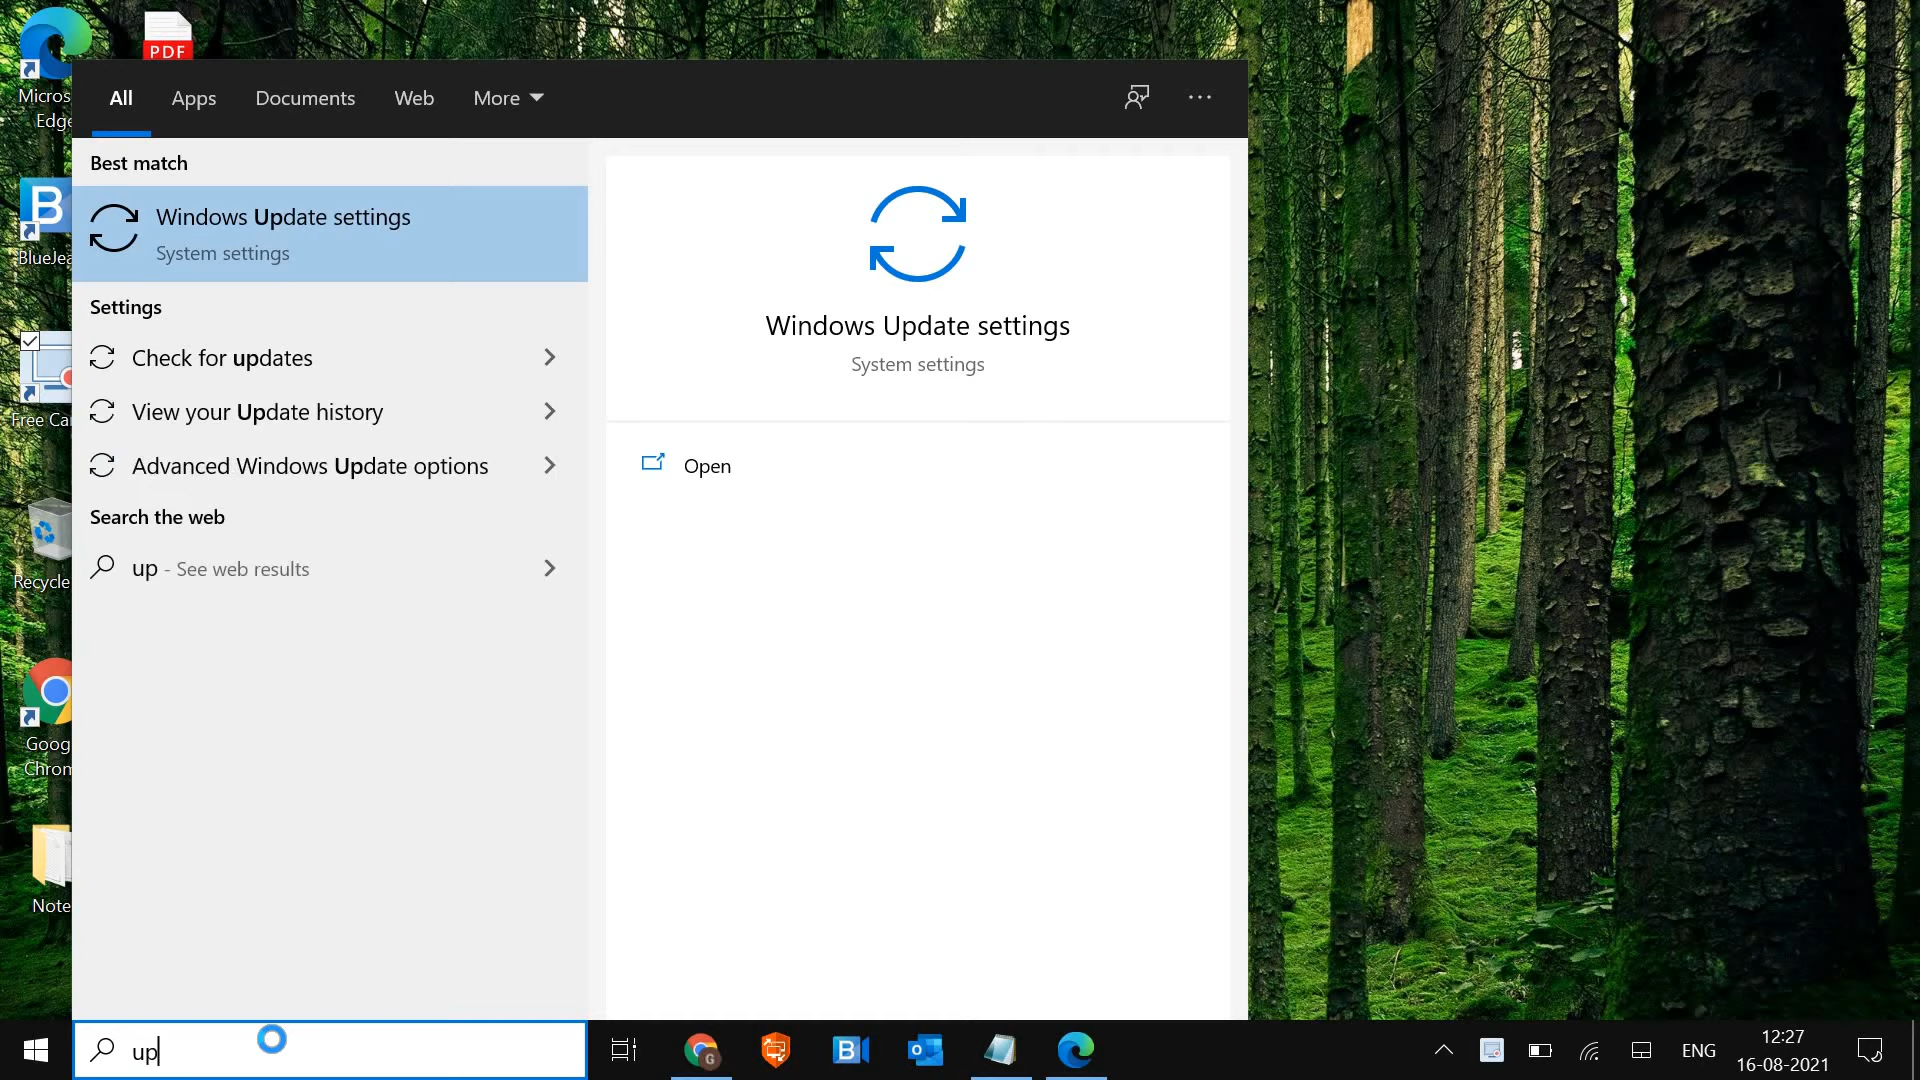 PDF
Micros
Edge
All
Apps
Documents
Web
More
Best match
Windows Update settings
System settings
Settings
Check for updates
View your Update history
Advanced Windows Update options
Search the web
up - See web results
Windows Update settings
System settings
Open
B
BlueJea
Free Ca
Recycle
Goog
Chrom
Note
up
G
B
o
ENG
12:27
16-08-2021